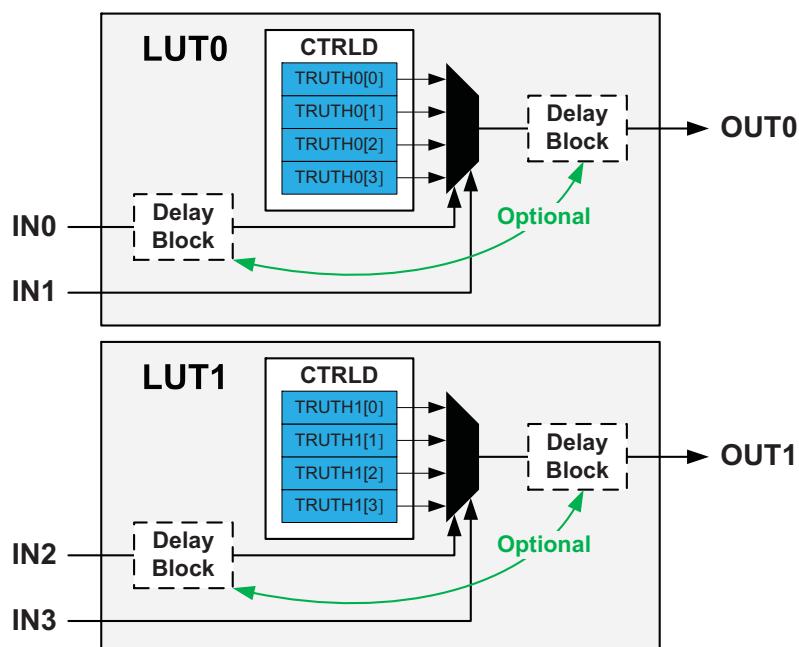 LUT0
CTRLD
TRUTH0[0]
TRUTH0[1]
TRUTH0[2]
TRUTH0[3]
Delay
Block
OUT0
IN0
Delay
Block
Optional
IN1
LUT1
CTRLD
TRUTH1[0]
TRUTH1[1]
TRUTH1[2]
TRUTH1[3]
Delay
Block
OUT1
IN2
Delay
Block
Optional
IN3